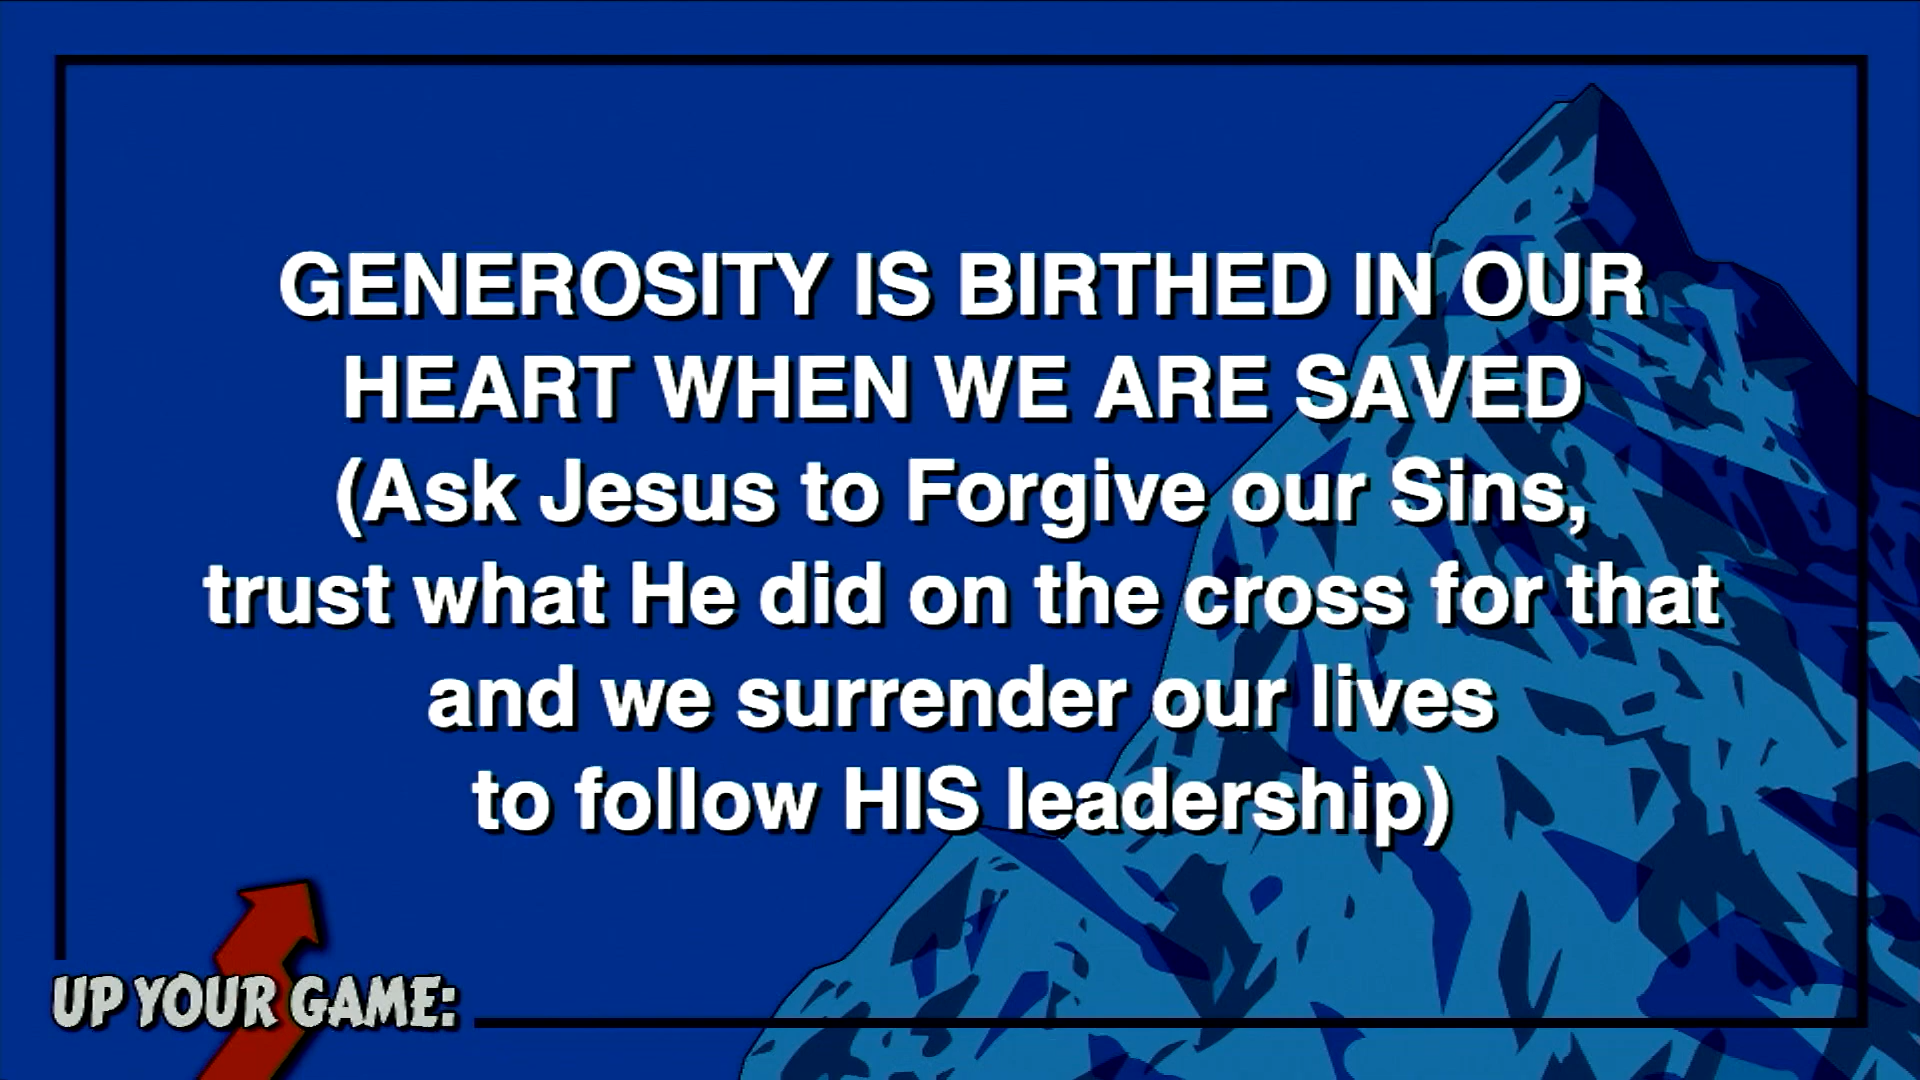 GENEROSITY IS BIRTHED IN OUR
HEART WHEN WE ARE SAVED
(Ask Jesus to Forgive our Sins,
trust what He did on the cross for that
and we surrender our lives
to follow HIS leadership)
UP YOUR GAME: